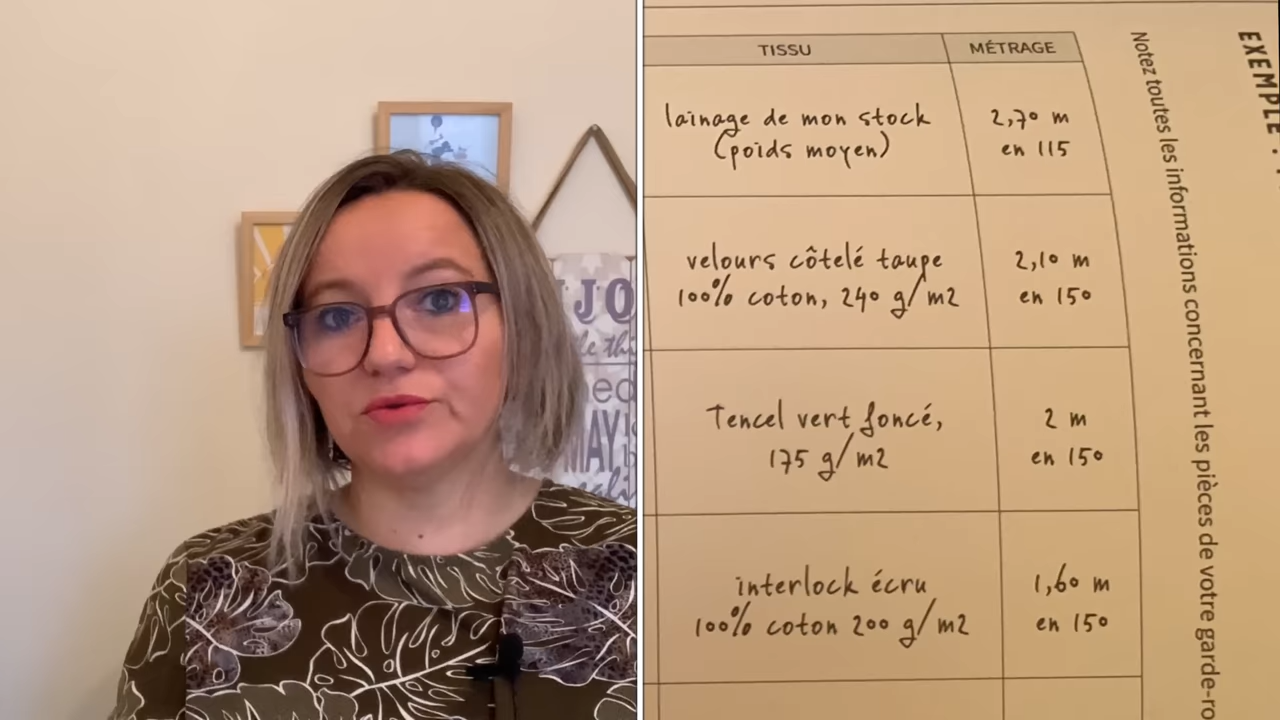 JO
MAY
TISSU
MÉTRAGE
lainage de mon stock
(poids moyen)
2,70 m
en 115
velours côtelé taupe
100% coton, 240 g/m2
2,10 m
en 150
Tencel vert foncé,
175 g/m2
2 m
en 150
interlock écru
100% coton 200 g/m2
1,60 m
en 150
Notez toutes les informations concernant les pièces de votre garde-ro
EXEMPLE :